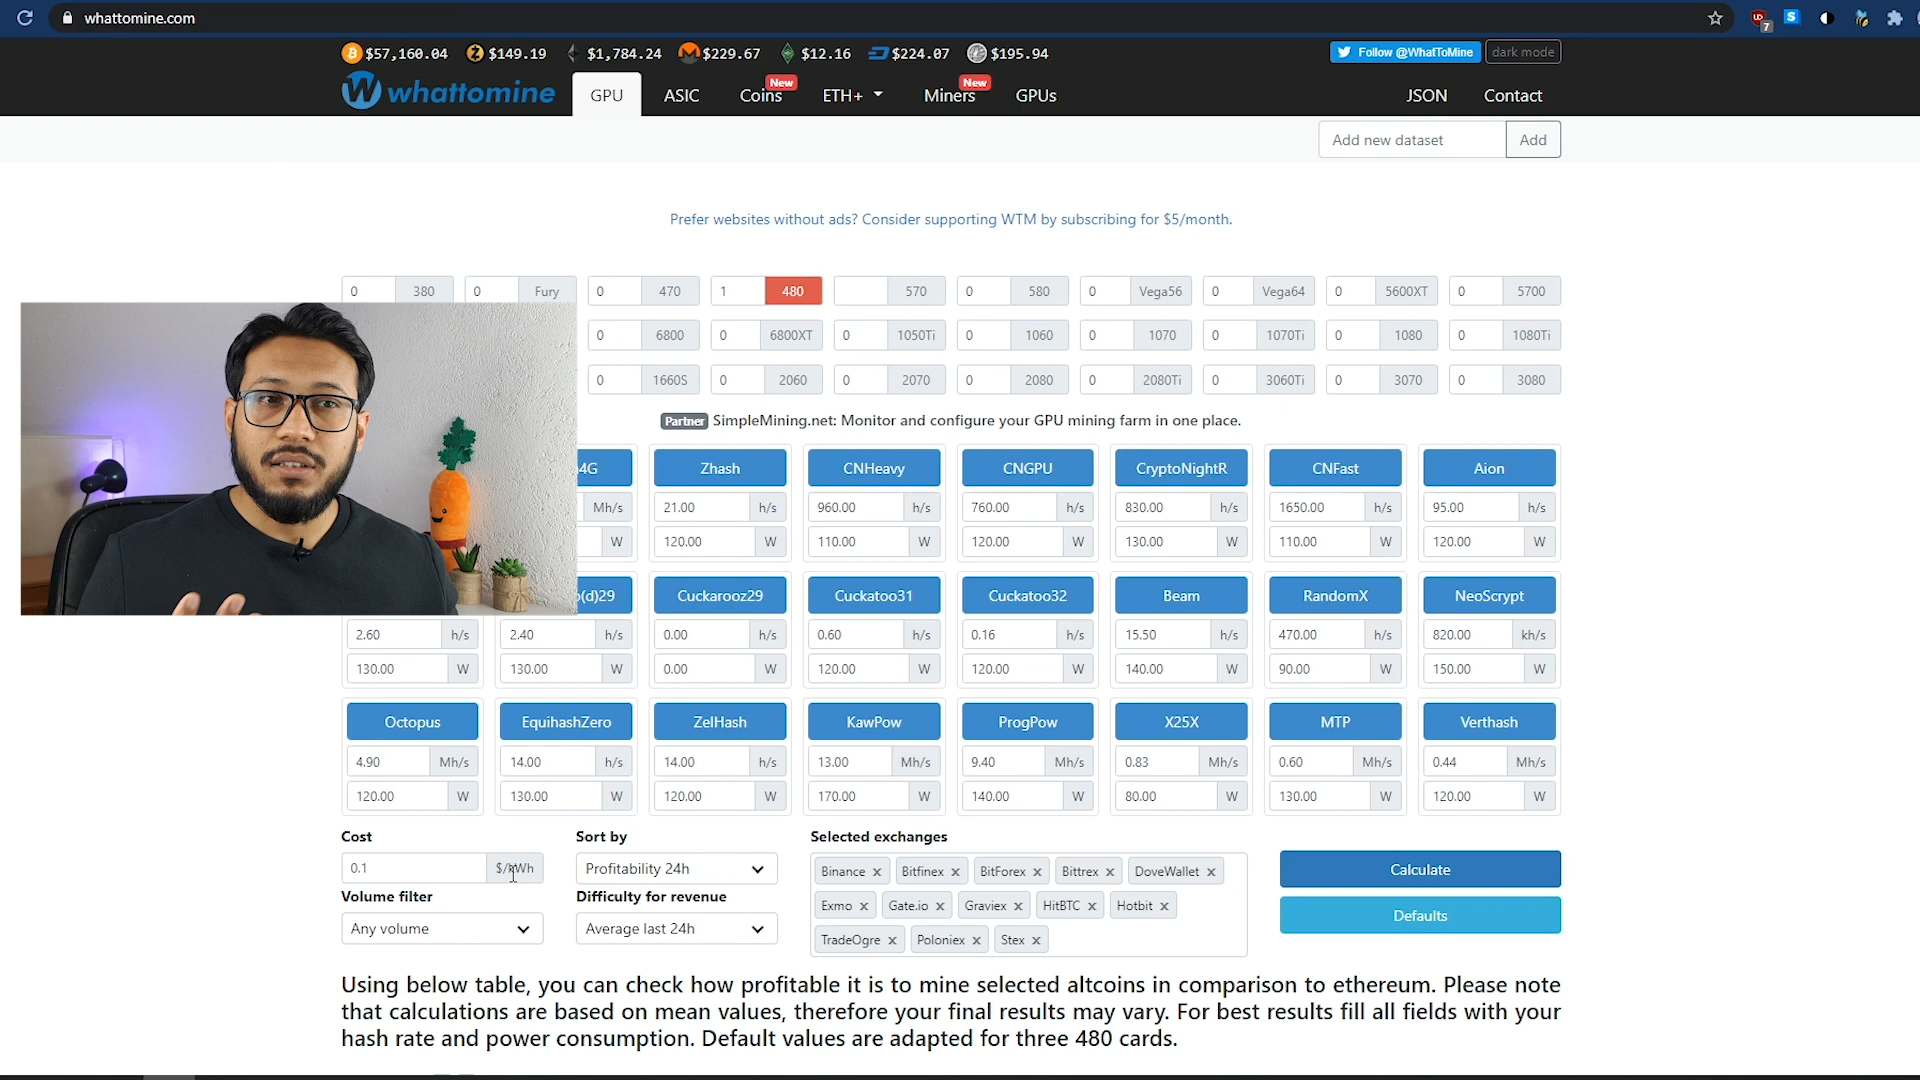 whattomine.com
7
$57,160.04 $149.19 $1,784.24 $229.67 $12.16 $224.07 $195.94
Follow @WhatToMine dark mode
whattomine GPU ASIC Coins New ETH+ Miners New GPUs JSON Contact
Add new dataset Add
Prefer websites without ads? Consider supporting WTM by subscribing for $5/month.
0 380 0 Fury 0 470 1 480 570 0 580 0 Vega56 0 Vega64 0 5600XT 0 5700
0 6800 0 6800XT 0 1050Ti 0 1060 0 1070 0 1070Ti 0 1080 0 1080Ti
0 1660S 0 2060 0 2070 0 2080 0 2080Ti 0 3060Ti 0 3070 0 3080
Partner SimpleMining.net: Monitor and configure your GPU mining farm in one place.
4G Zhash CNHeavy CNGPU CryptoNightR CNFast Aion
Mh/s 21.00 h/s 960.00 h/s 760.00 h/s 830.00 h/s 1650.00 h/s 95.00 h/s
W 120.00 W 110.00 W 120.00 W 130.00 W 110.00 W 120.00 W
(d)29 Cuckarooz29 Cuckatoo31 Cuckatoo32 Beam RandomX NeoScrypt
2.60 h/s 2.40 h/s 0.00 h/s 0.60 h/s 0.16 h/s 15.50 h/s 470.00 h/s 820.00 kh/s
130.00 W 130.00 W 0.00 W 120.00 W 120.00 W 140.00 W 90.00 W 150.00 W
Octopus EquihashZero ZelHash KawPow ProgPow X25X MTP Verthash
4.90 Mh/s 14.00 h/s 14.00 h/s 13.00 Mh/s 9.40 Mh/s 0.83 Mh/s 0.60 Mh/s 0.44 Mh/s
120.00 W 130.00 W 120.00 W 170.00 W 140.00 W 80.00 W 130.00 W 120.00 W
Cost Sort by Selected exchanges
0.1 $/kWh Profitability 24h Binance × Bitfinex × BitForex × Bittrex × DoveWallet × Calculate
Volume filter Difficulty for revenue Exmo × Gate.io × Graviex × HitBTC × Hotbit × Defaults
Any volume Average last 24h TradeOgre × Poloniex × Stex ×
Using below table, you can check how profitable it is to mine selected altcoins in comparison to ethereum. Please note
that calculations are based on mean values, therefore your final results may vary. For best results fill all fields with your
hash rate and power consumption. Default values are adapted for three 480 cards.